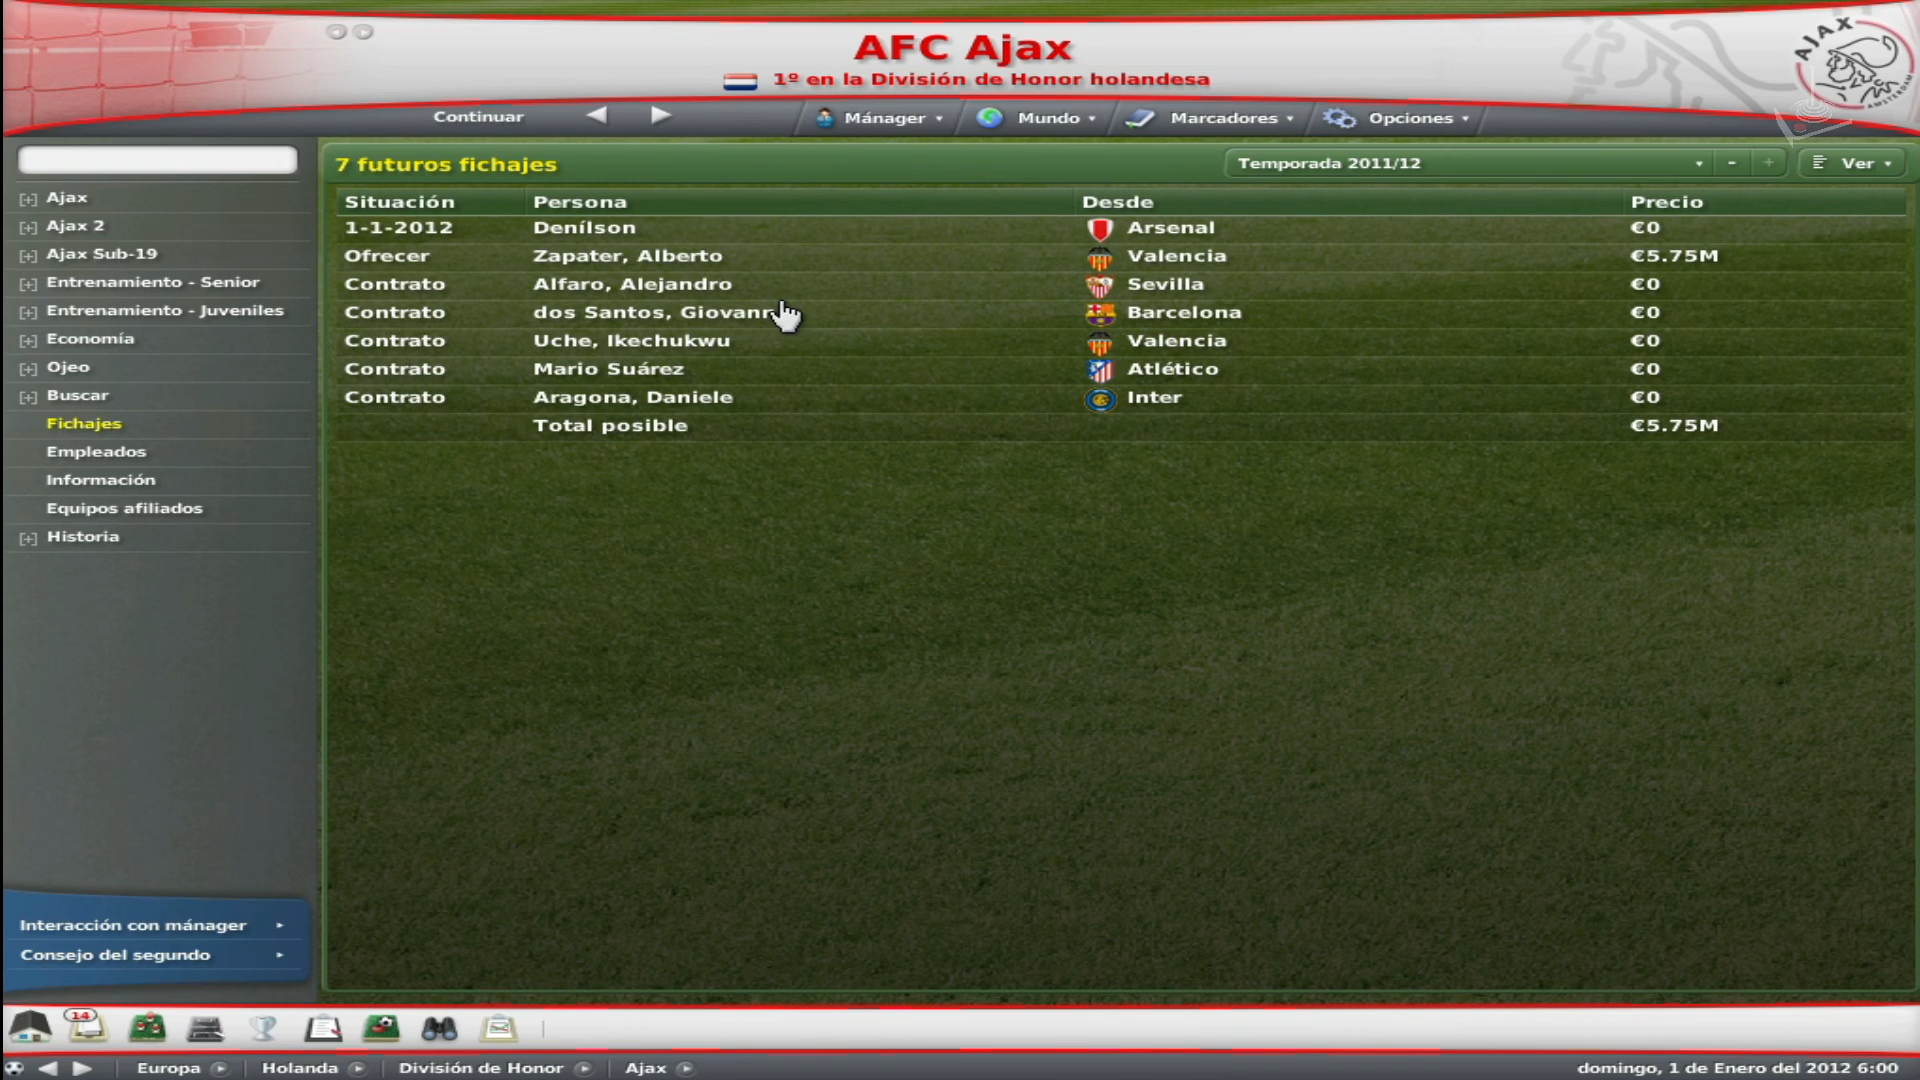 AFC Ajax
1º en la División de Honor holandesa
Continuar
Mánager
Mundo
Marcadores
Opciones
7 futuros fichajes
Temporada 2011/12
- +
Ver
Situación Persona Desde Precio
1-1-2012 Denílson Arsenal €0
Ofrecer Zapater, Alberto Valencia €5.75M
Contrato Alfaro, Alejandro Sevilla €0
Contrato dos Santos, Barcelona €0
Contrato Uche, Ikechukwu Valencia €0
Contrato Mario Suárez Atlético €0
Contrato Aragona, Daniele Inter €0
Total posible €5.75M
[+] Ajax
[+] Ajax 2
[+] Ajax Sub-19
[+] Entrenamiento - Senior
[+] Entrenamiento - Juveniles
[+] Economía
[+] Ojeo
[+] Buscar
Fichajes
Empleados
Información
Equipos afiliados
[+] Historia
Interacción con mánager
Consejo del segundo
14
Europa
Holanda
División de Honor
Ajax
domingo, 1 de Enero del 2012 6:00
AJAX
AMSTERDAM